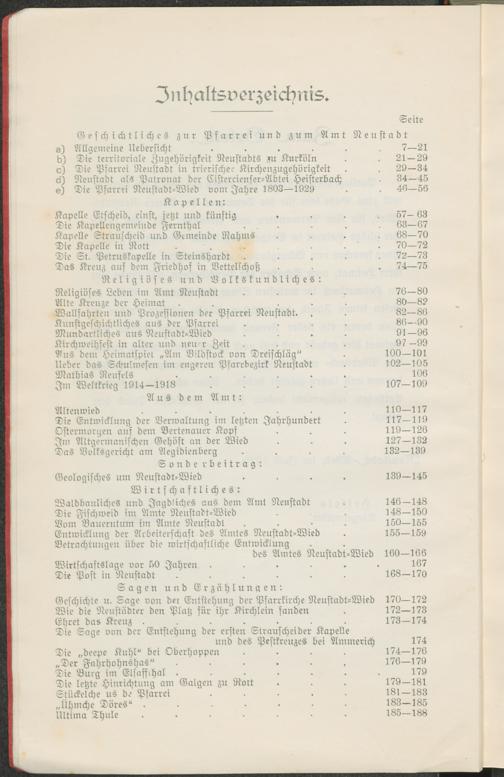 Inhaltsverzeichnis.
Seite
Geschichtliches zur Pfarrei und zum Amt Neustadt
a) Allgemeine Uebersicht 7—21
b) Die territoriale Zugehörigkeit Neustadts zu Kurköln 21—29
c) Die Pfarrei Neustadt in trierischer Kirchenzugehörigkeit 29—34
d) Neustadt als Patronat der Cistercienser-Abtei Heisterbach 34—45
e) Die Pfarrei Neustadt-Wied vom Jahre 1803—1929 46—56
Kapellen:
Kapelle Etscheid, einst, jetzt und künftig 57—63
Die Kapellengemeinde Fernthal 63—67
Kapelle Strauscheid und Gemeinde Rahms 68—70
Die Kapelle in Rott 70—72
Die St. Petruskapelle in Steinshardt 72—73
Das Kreuz auf dem Friedhof in Vettelschoß 74—75
Religiöses und Volkskundliches:
Religiöses Leben im Amt Neustadt 76—80
Alte Kreuze der Heimat 80—82
Wallfahrten und Prozessionen der Pfarrei Neustadt. 82—86
Kunstgeschichtliches aus der Pfarrei 86—90
Mundartliches aus Neustadt-Wied 91—96
Kirchweihfest in alter und neuer Zeit 97—99
Aus dem Heimatspiel „Am Bildstock von Dreischläg“ 100—101
Ueber das Schulwesen im engeren Pfarrbezirk Neustadt 102—105
Mathias Reufels 106
Im Weltkrieg 1914—1918 107—109
Aus dem Amt:
Altenwied 110—117
Die Entwicklung der Verwaltung im letzten Jahrhundert 117—119
Ostermorgen auf dem Bertenauer Kopf 119—126
Im Altgermanischen Gehöft an der Wied 127—132
Das Volksgericht am Aegidienberg 132—139
Sonderbeitrag:
Geologisches um Neustadt-Wied 139—145
Wirtschaftliches:
Waldbauliches und Jagdliches aus dem Amt Neustadt 146—148
Die Fischweid im Amte Neustadt-Wied 148—150
Vom Bauerntum im Amte Neustadt 150—155
Entwicklung der Arbeiterschaft des Amtes Neustadt-Wied 155—159
Betrachtungen über die wirtschaftliche Entwicklung
des Amtes Neustadt-Wied 160—166
Wirtschaftslage vor 50 Jahren 167
Die Post in Neustadt 168—170
Sagen und Erzählungen:
Geschichte u. Sage von der Entstehung der Pfarrkirche Neustadt-Wied 170—172
Wie die Neustädter den Platz für ihr Kirchlein fanden 172—173
Ehret das Kreuz 173—174
Die Sage von der Entstehung der ersten Strauscheider Kapelle
und des Pestkreuzes bei Ammerich 174
Die „deepe Kuhl“ bei Oberhoppen 174—176
„Der Fahrhohnshas“ 176—179
Die Burg im Elsafthal 179
Die letzte Hinrichtung am Galgen zu Rott 179—181
Stückelche us de Pfarrei 181—183
„Uhmche Döres“ 183—185
Ultima Thule 185—188